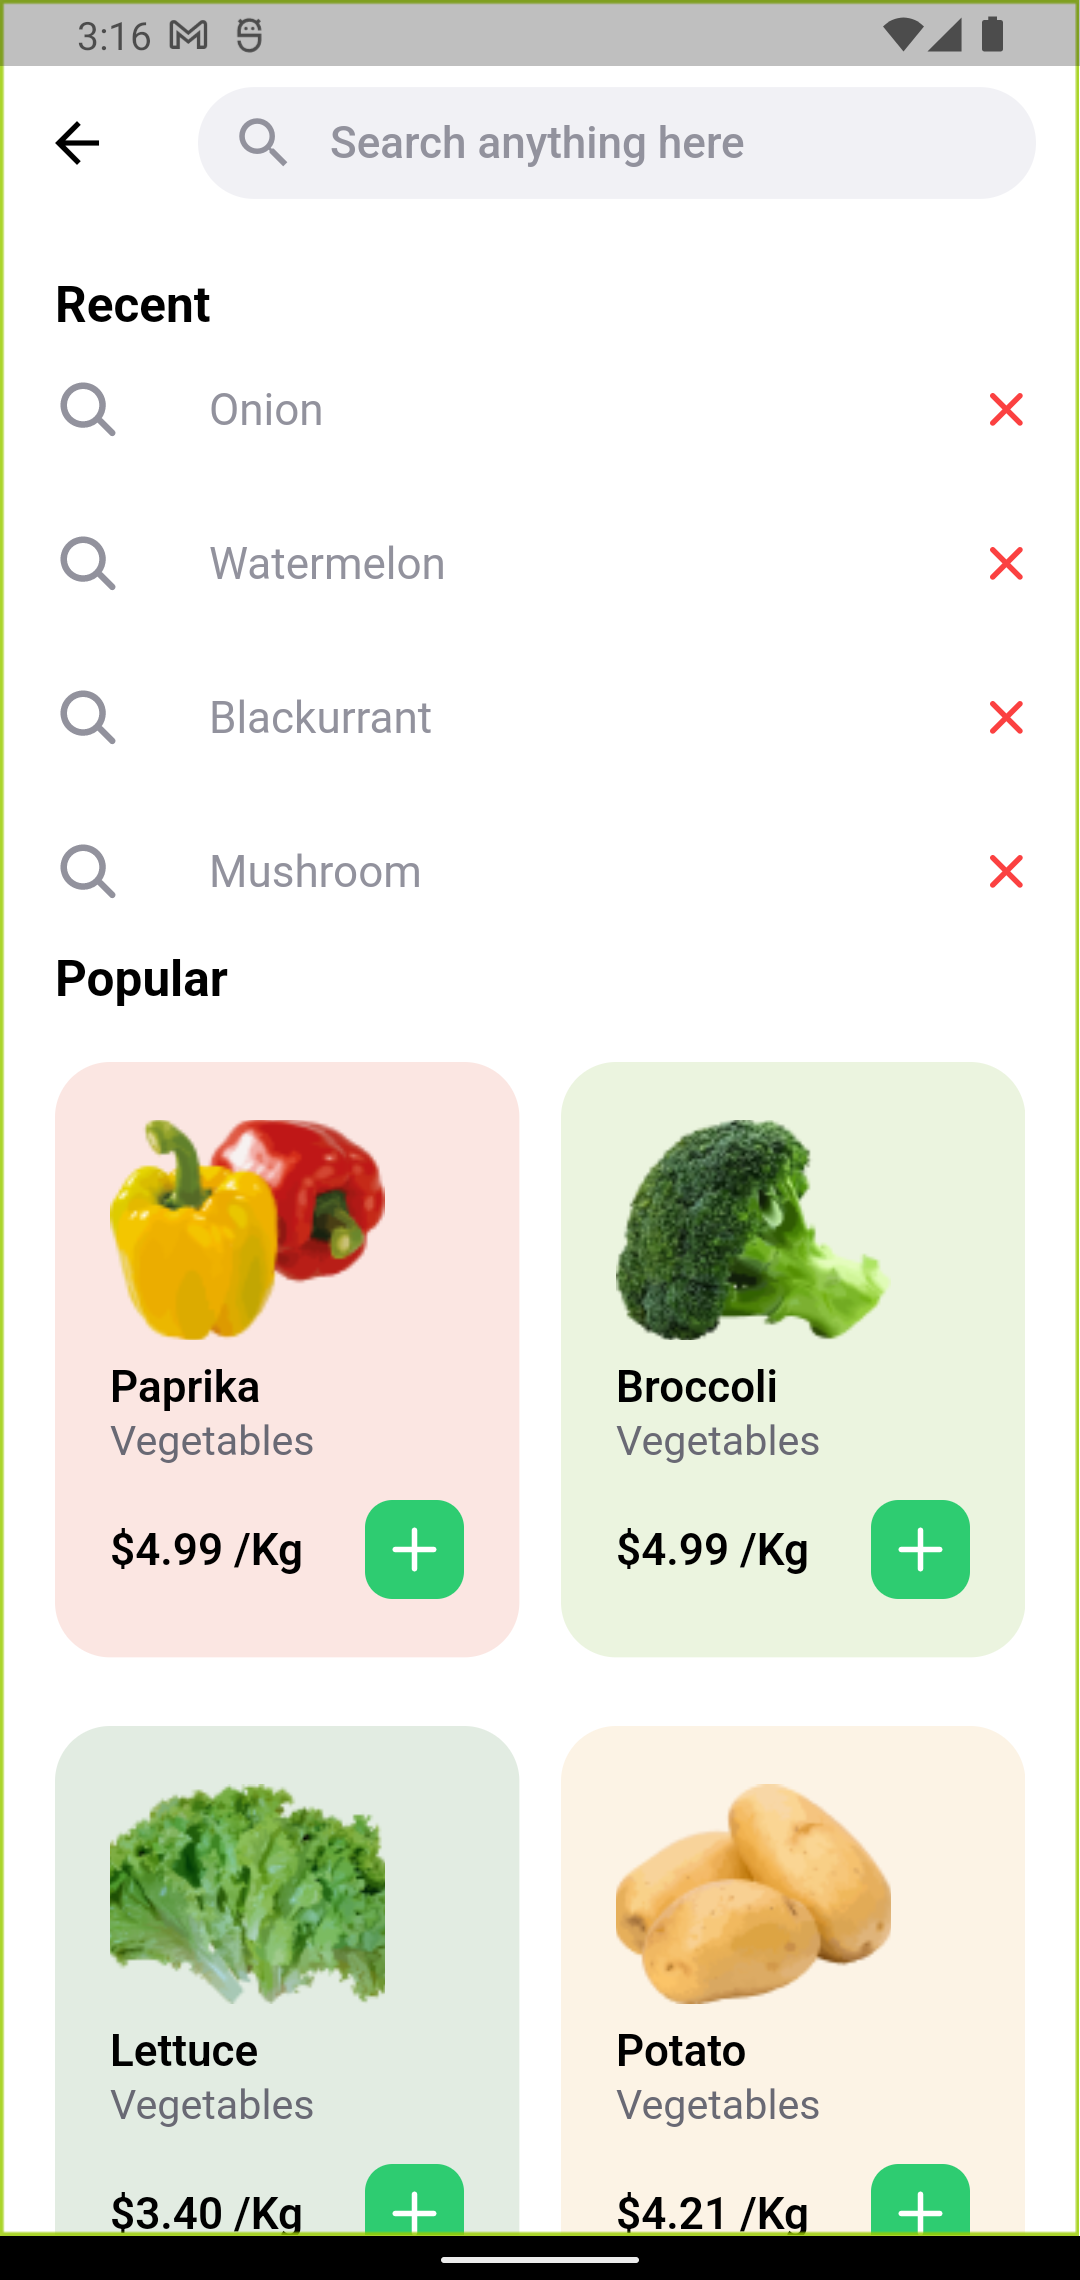 3:16
Search anything here
Recent
Onion
Watermelon
Blackurrant
Mushroom
Popular
Paprika
Vegetables
$4.99 /Kg
Broccoli
Vegetables
$4.99 /Kg
Lettuce
Vegetables
$3.40 /Kg
Potato
Vegetables
$4.21 /Kg